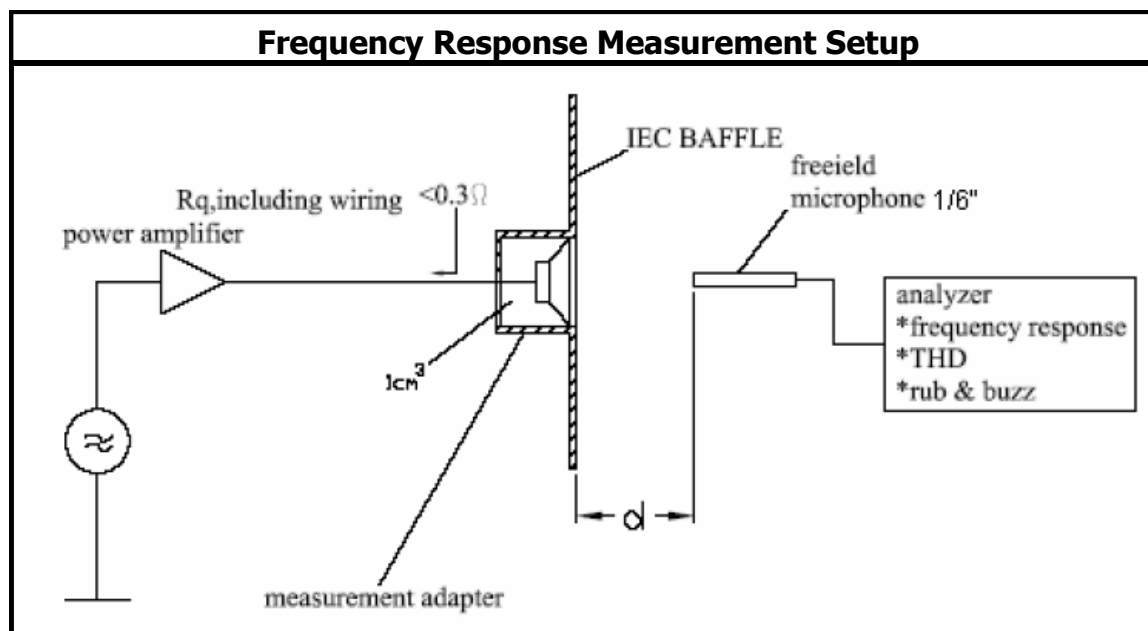 Frequency Response Measurement Setup
IEC BAFFLE
freeield
microphone 1/6"
Rq,including wiring <0.3Ω
power amplifier
analyzer
*frequency response
*THD
*rub & buzz
1cm³
d
measurement adapter